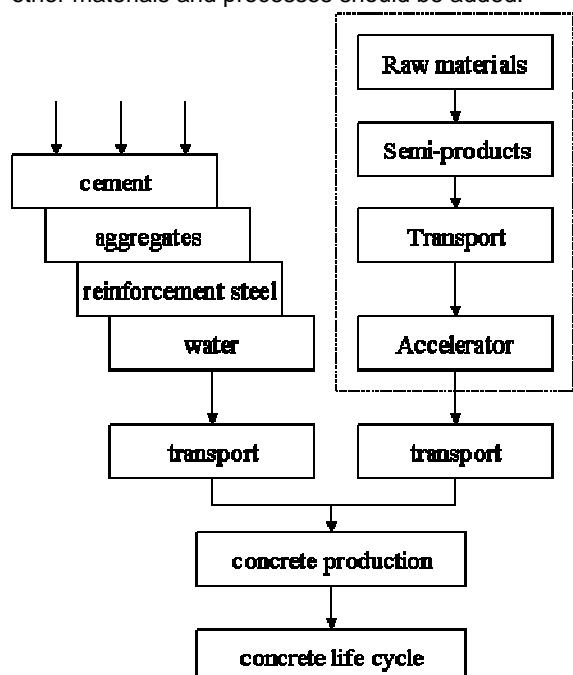 other materials and processes should be added.
Raw materials
Semi-products
Transport
Accelerator
cement
aggregates
reinforcement steel
water
transport
transport
concrete production
concrete life cycle